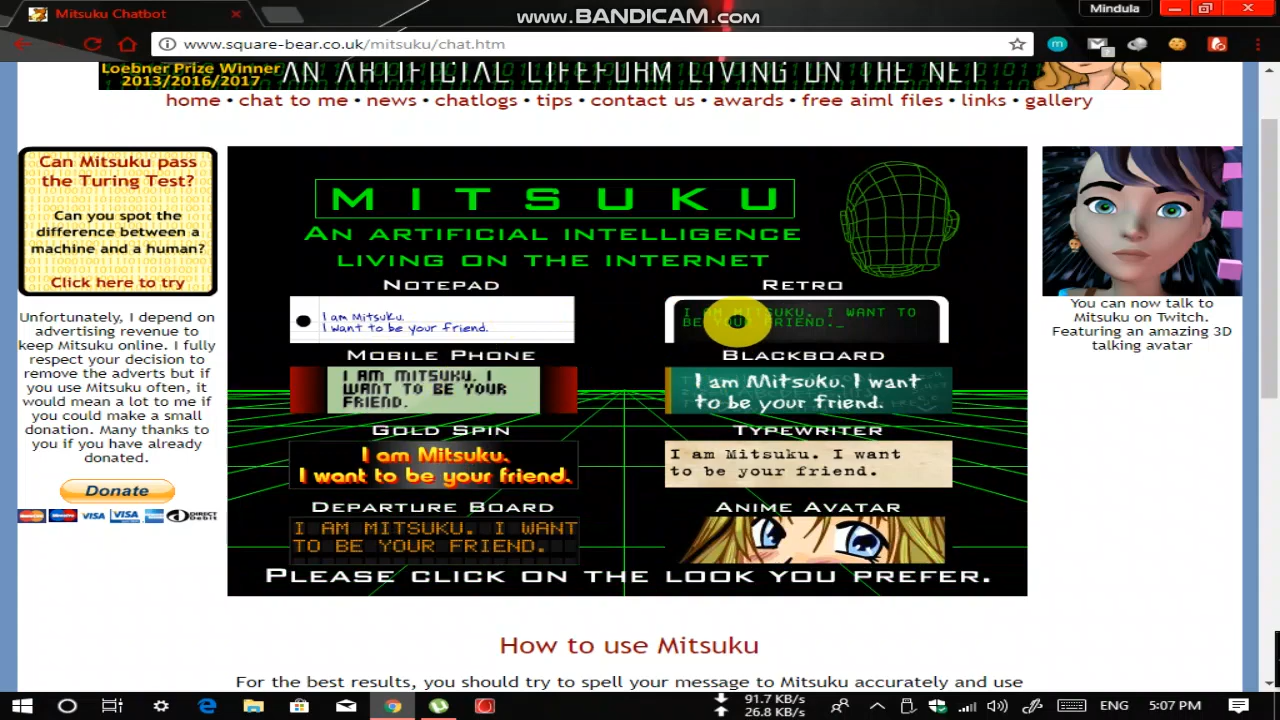 Mitsuku Chatbot
www.BANDICAM.com
Mindula
www.square-bear.co.uk/mitsuku/chat.htm
Loebner Prize Winner
2013/2016/2017
AN ARTIFICIAL LIFEFORM LIVING ON THE NET
home • chat to me • news • chatlogs • tips • contact us • awards • free aiml files • links • gallery
Can Mitsuku pass
the Turing Test?
Can you spot the
difference between a
machine and a human?
Click here to try
Unfortunately, I depend on
advertising revenue to
keep Mitsuku online. I fully
respect your decision to
remove the adverts but if
you use Mitsuku often, it
would mean a lot to me if
you could make a small
donation. Many thanks to
you if you have already
donated.
Donate
VISA VISA DIRECT Debit
MITSUKU
AN ARTIFICIAL INTELLIGENCE
LIVING ON THE INTERNET
NOTEPAD
I am Mitsuku.
I want to be your friend.
RETRO
I AM MITSUKU. I WANT TO
BE YOUR FRIEND._
MOBILE PHONE
I AM MITSUKU. I
WANT TO BE YOUR
FRIEND.
BLACKBOARD
I am Mitsuku. I want
to be your friend.
GOLD SPIN
I am Mitsuku.
I want to be your friend.
TYPEWRITER
I am Mitsuku. I want
to be your friend.
DEPARTURE BOARD
I AM MITSUKU. I WANT
TO BE YOUR FRIEND.
ANIME AVATAR
PLEASE CLICK ON THE LOOK YOU PREFER.
You can now talk to
Mitsuku on Twitch.
Featuring an amazing 3D
talking avatar
How to use Mitsuku
For the best results, you should try to spell your message to Mitsuku accurately and use
91.7 KB/s
26.8 KB/s
ENG
5:07 PM